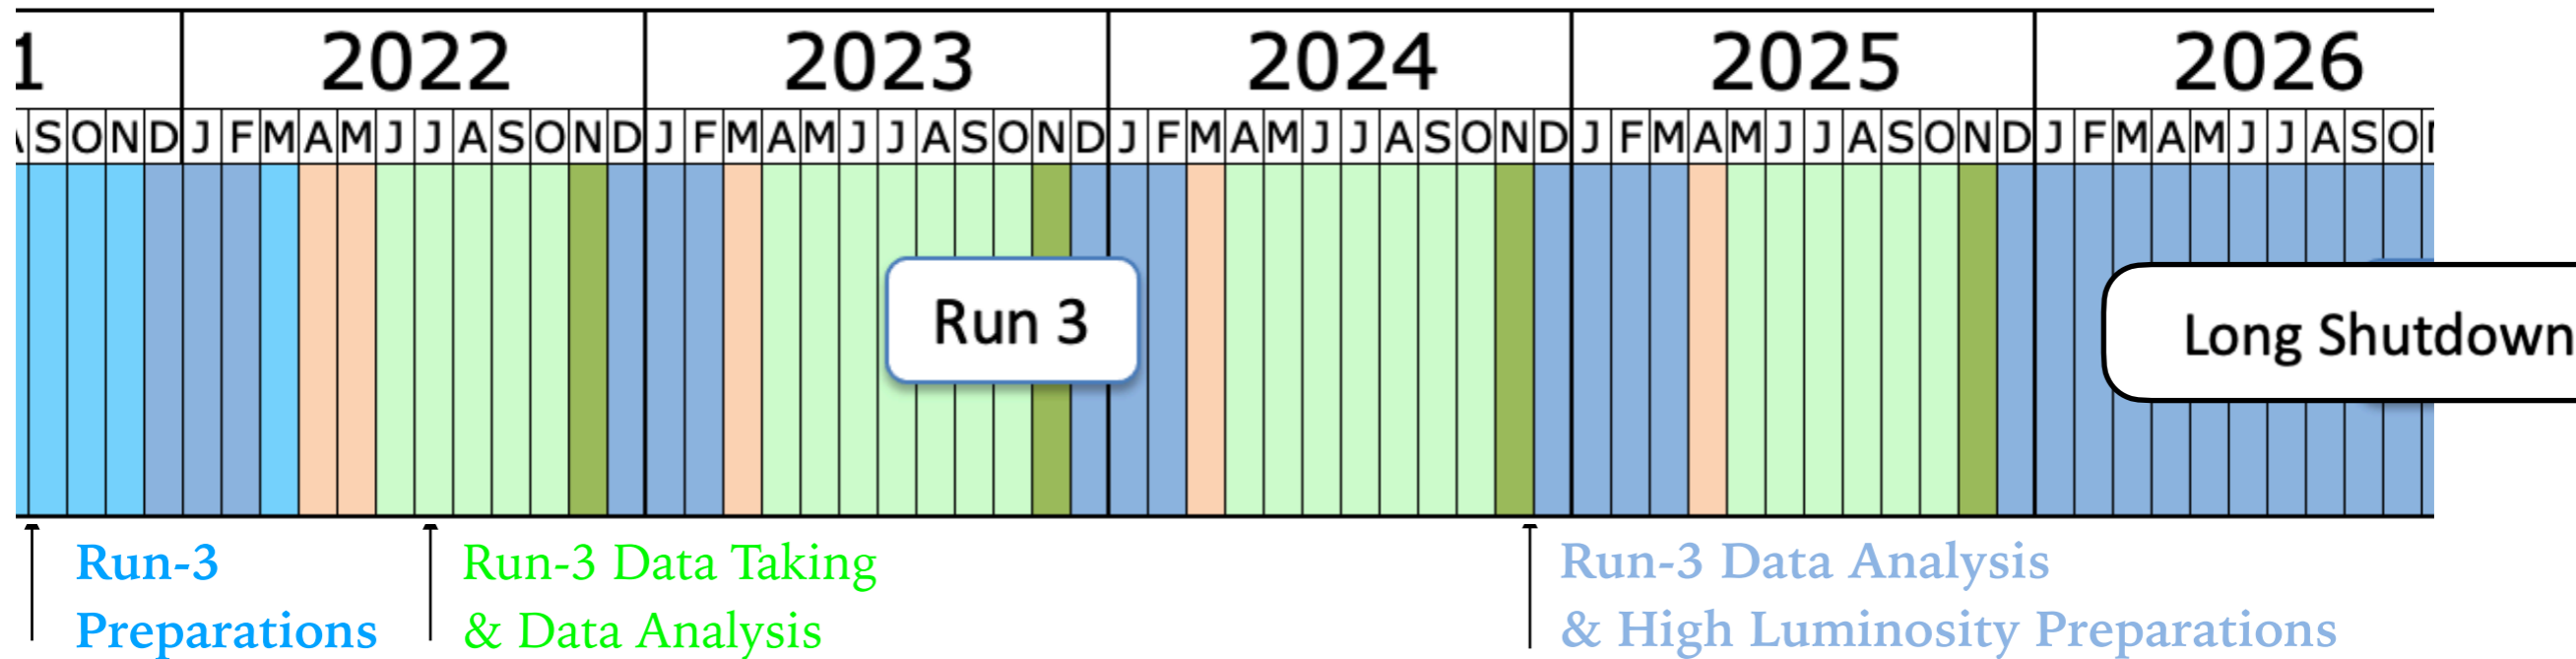 1 2022 2023 2024 2025 2026
S O N D J F M A M J J A S O N D J F M A M J J A S O N D J F M A M J J A S O N D J F M A M J J A S O N D J F M A M J J A S O
Run 3
Long Shutdown
Run-3
Preparations
Run-3 Data Taking
& Data Analysis
Run-3 Data Analysis
& High Luminosity Preparations